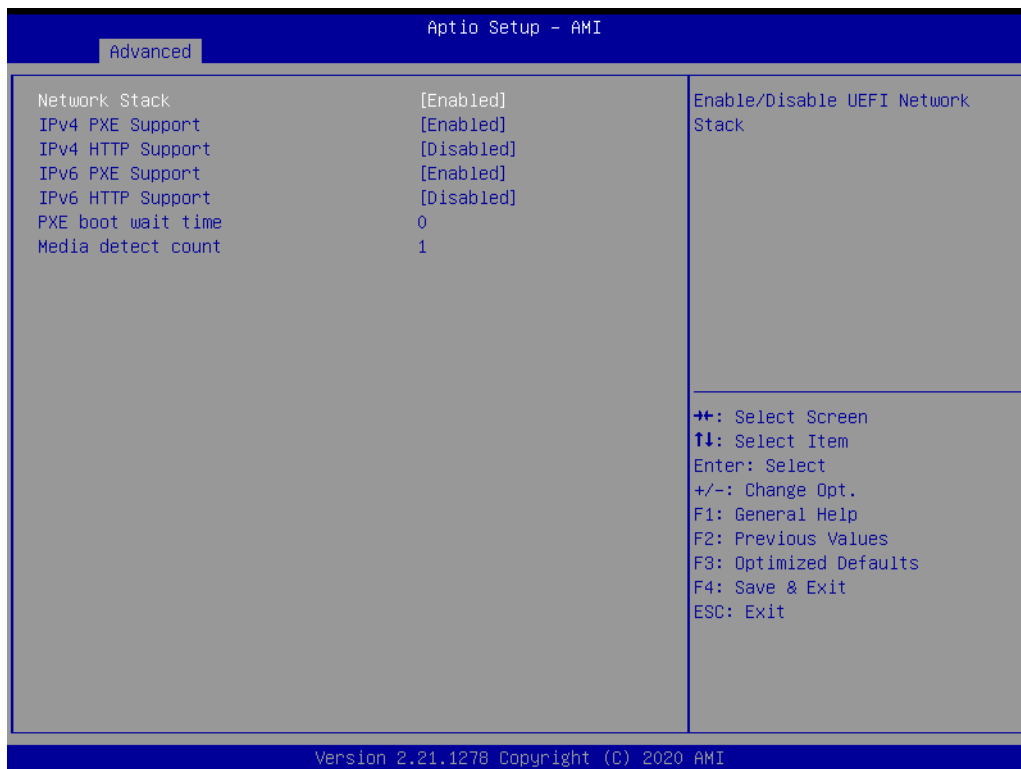 Aptio Setup – AMI
Advanced
Network Stack [Enabled]
IPv4 PXE Support [Enabled]
IPv4 HTTP Support [Disabled]
IPv6 PXE Support [Enabled]
IPv6 HTTP Support [Disabled]
PXE boot wait time 0
Media detect count 1
Enable/Disable UEFI Network
Stack
→←: Select Screen
↑↓: Select Item
Enter: Select
+/-: Change Opt.
F1: General Help
F2: Previous Values
F3: Optimized Defaults
F4: Save & Exit
ESC: Exit
Version 2.21.1278 Copyright (C) 2020 AMI